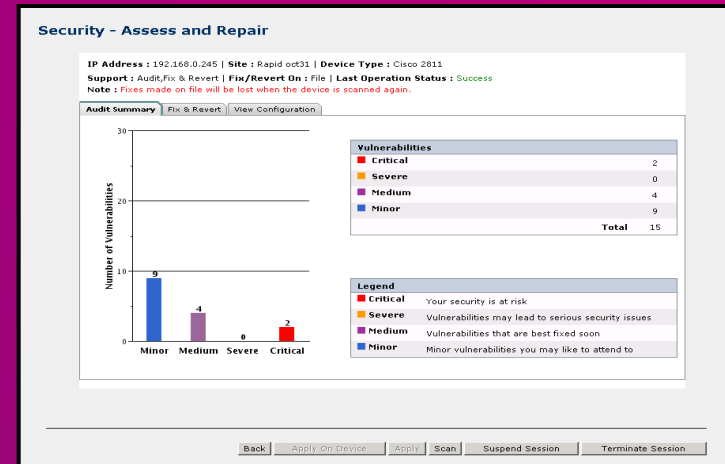 Security - Assess and Repair
IP Address : 192.168.0.245 | Site : Rapid oct31 | Device Type : Cisco 2811
Support : Audit,Fix & Revert | Fix/Revert On : File | Last Operation Status : Success
Note : Fixes made on file will be lost when the device is scanned again.
Audit Summary Fix & Revert View Configuration
Number of Vulnerabilities
30
20
10
0
9
4
0
2
Minor Medium Severe Critical
Vulnerabilities
Critical 2
Severe 0
Medium 4
Minor 9
Total 15
Legend
Critical Your security is at risk
Severe Vulnerabilities may lead to serious security issues
Medium Vulnerabilities that are best fixed soon
Minor Minor vulnerabilities you may like to attend to
Back Apply On Device Apply Scan Suspend Session Terminate Session